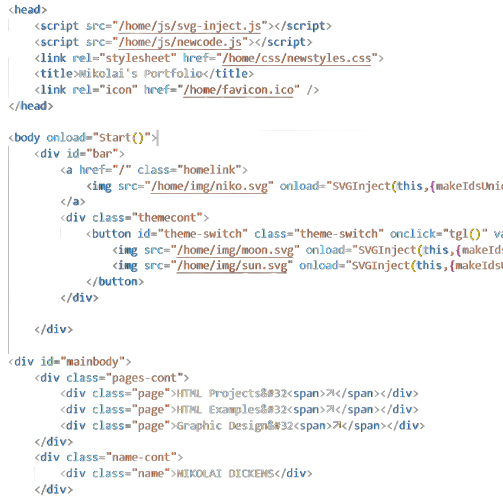 <head>
<script src="/home/js/svg-inject.js"></script>
<script src="/home/js/newcode.js"></script>
<link rel="stylesheet" href="/home/css/newstyles.css">
<title>Nikolai's Portfolio</title>
<link rel="icon" href="/home/favicon.ico" />
</head>
<body onload="Start()">
<div id="bar">
<a href="/" class="homelink">
<img src="/home/img/niko.svg" onload="SVGInject(this,{makeIdsUni
</a>
<div class="themecont">
<button id="theme-switch" class="theme-switch" onclick="tgl()" va
<img src="/home/img/moon.svg" onload="SVGInject(this,{makeIds
<img src="/home/img/sun.svg" onload="SVGInject(this,{makeIdsU
</button>
</div>
</div>
<div id="mainbody">
<div class="pages-cont">
<div class="page">HTML Projects&#32<span>↗</span></div>
<div class="page">HTML Examples&#32<span>↗</span></div>
<div class="page">Graphic Design&#32<span>↗</span></div>
</div>
<div class="name-cont">
<div class="name">NIKOLAI DICKENS</div>
</div>